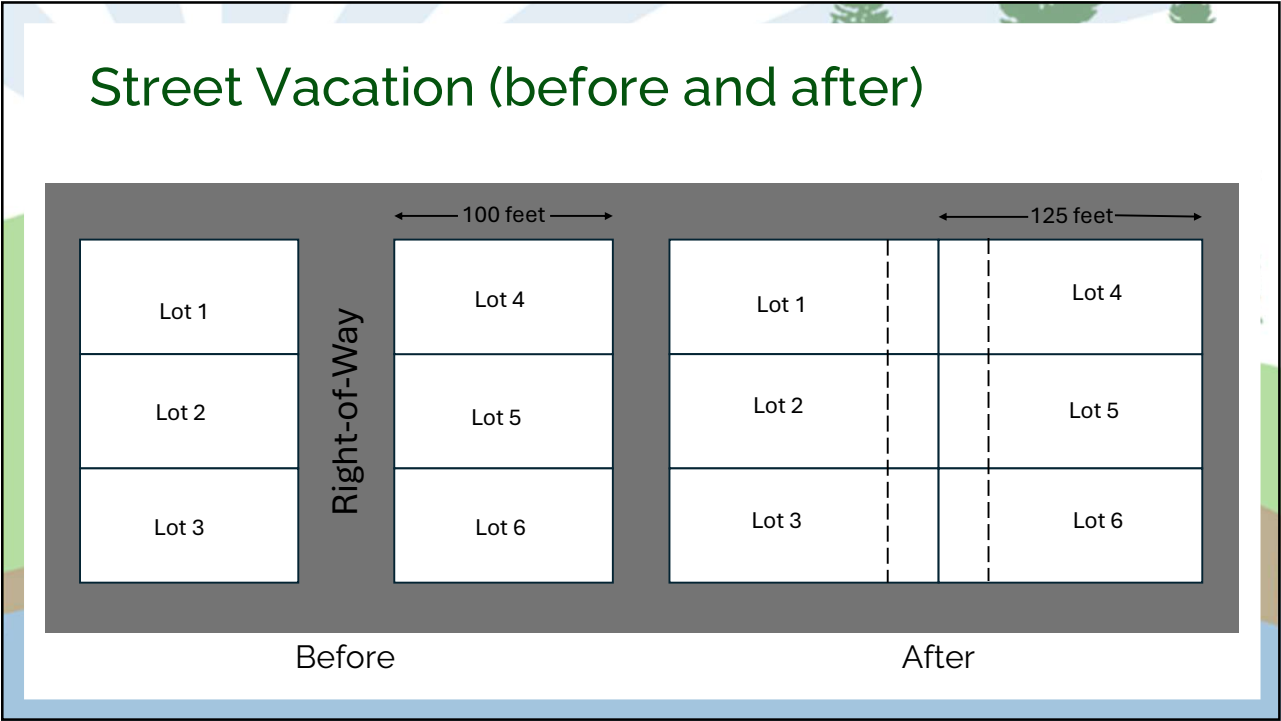 Street Vacation (before and after)
100 feet
125 feet
Lot 1
Lot 2
Lot 3
Right-of-Way
Lot 4
Lot 5
Lot 6
Lot 1
Lot 2
Lot 3
Lot 4
Lot 5
Lot 6
Before
After